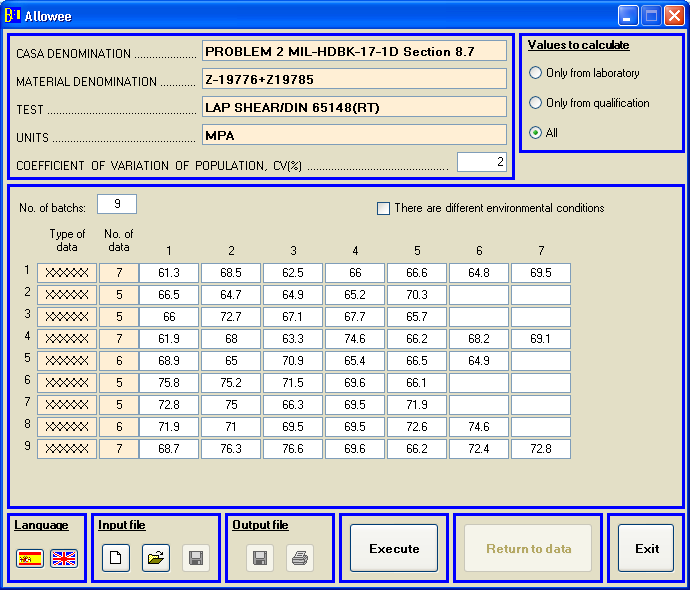 Allowee
CASA DENOMINATION ....................
PROBLEM 2 MIL-HDBK-17-1D Section 8.7
MATERIAL DENOMINATION ............
Z-19776+Z19785
TEST ................................................
LAP SHEAR/DIN 65148(RT)
UNITS ..............................................
MPA
COEFFICIENT OF VARIATION OF POPULATION, CV(%) ..............................................
2
Values to calculate
Only from laboratory
Only from qualification
All
No. of batchs: 9
There are different environmental conditions
Type of data No. of data 1 2 3 4 5 6 7
1 XXXXXX 7 61.3 68.5 62.5 66 66.6 64.8 69.5
2 XXXXXX 5 66.5 64.7 64.9 65.2 70.3
3 XXXXXX 5 66 72.7 67.1 67.7 65.7
4 XXXXXX 7 61.9 68 63.3 74.6 66.2 68.2 69.1
5 XXXXXX 6 68.9 65 70.9 65.4 66.5 64.9
6 XXXXXX 5 75.8 75.2 71.5 69.6 66.1
7 XXXXXX 5 72.8 75 66.3 69.5 71.9
8 XXXXXX 6 71.9 71 69.5 69.5 72.6 74.6
9 XXXXXX 7 68.7 76.3 76.6 69.6 66.2 72.4 72.8
Language
Input file
Output file
Execute
Return to data
Exit